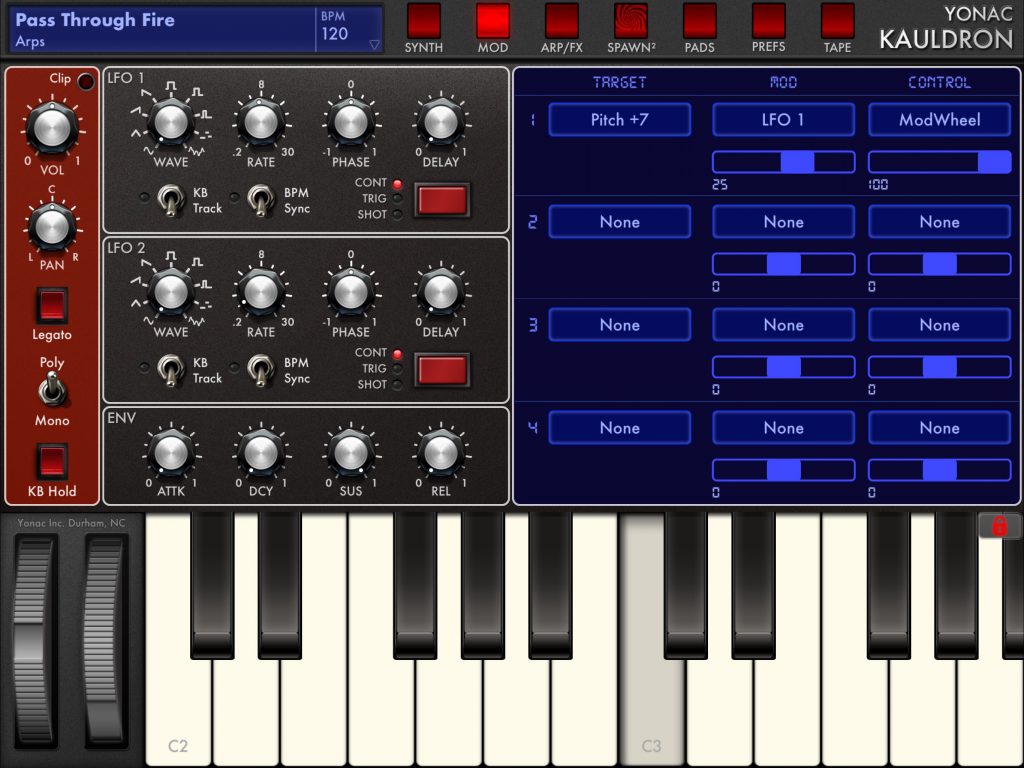 Pass Through Fire
Arps
BPM
120
SYNTH
MOD
ARP/FX
SPAWN²
PADS
PREFS
TAPE
YONAC
KAULDRON
Clip
0 VOL 1
C
L PAN R
Legato
Poly
Mono
KB Hold
LFO 1
WAVE
8
.2 RATE 30
0
-1 PHASE 1
0 DELAY 1
KB
Track
BPM
Sync
CONT
TRIG
SHOT
LFO 2
WAVE
8
.2 RATE 30
0
-1 PHASE 1
0 DELAY 1
KB
Track
BPM
Sync
CONT
TRIG
SHOT
ENV
0 ATTK 1
0 DCY 1
0 SUS 1
0 REL 1
TARGET MOD CONTROL
1 Pitch +7 LFO 1 ModWheel
25 100
2 None None None
0 0
3 None None None
0 0
4 None None None
0 0
Yonac Inc. Durham, NC
C2 C3